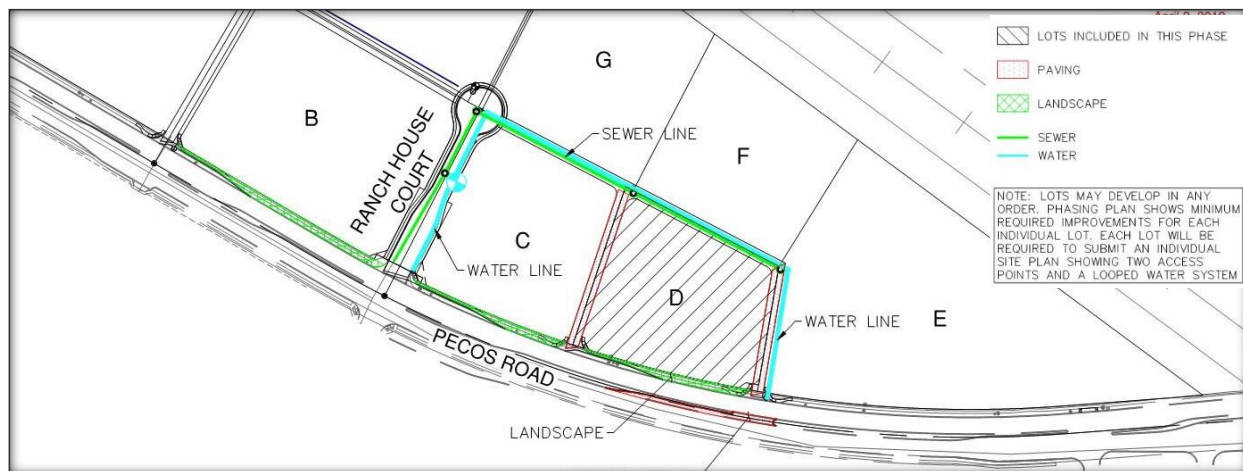 April 2, 2019
LOTS INCLUDED IN THIS PHASE
PAVING
LANDSCAPE
SEWER
WATER
NOTE: LOTS MAY DEVELOP IN ANY
ORDER. PHASING PLAN SHOWS MINIMUM
REQUIRED IMPROVEMENTS FOR EACH
INDIVIDUAL LOT. EACH LOT WILL BE
REQUIRED TO SUBMIT AN INDIVIDUAL
SITE PLAN SHOWING TWO ACCESS
POINTS AND A LOOPED WATER SYSTEM
G
B
SEWER LINE
F
RANCH HOUSE
COURT
C
WATER LINE
D
WATER LINE
E
PECOS ROAD
LANDSCAPE